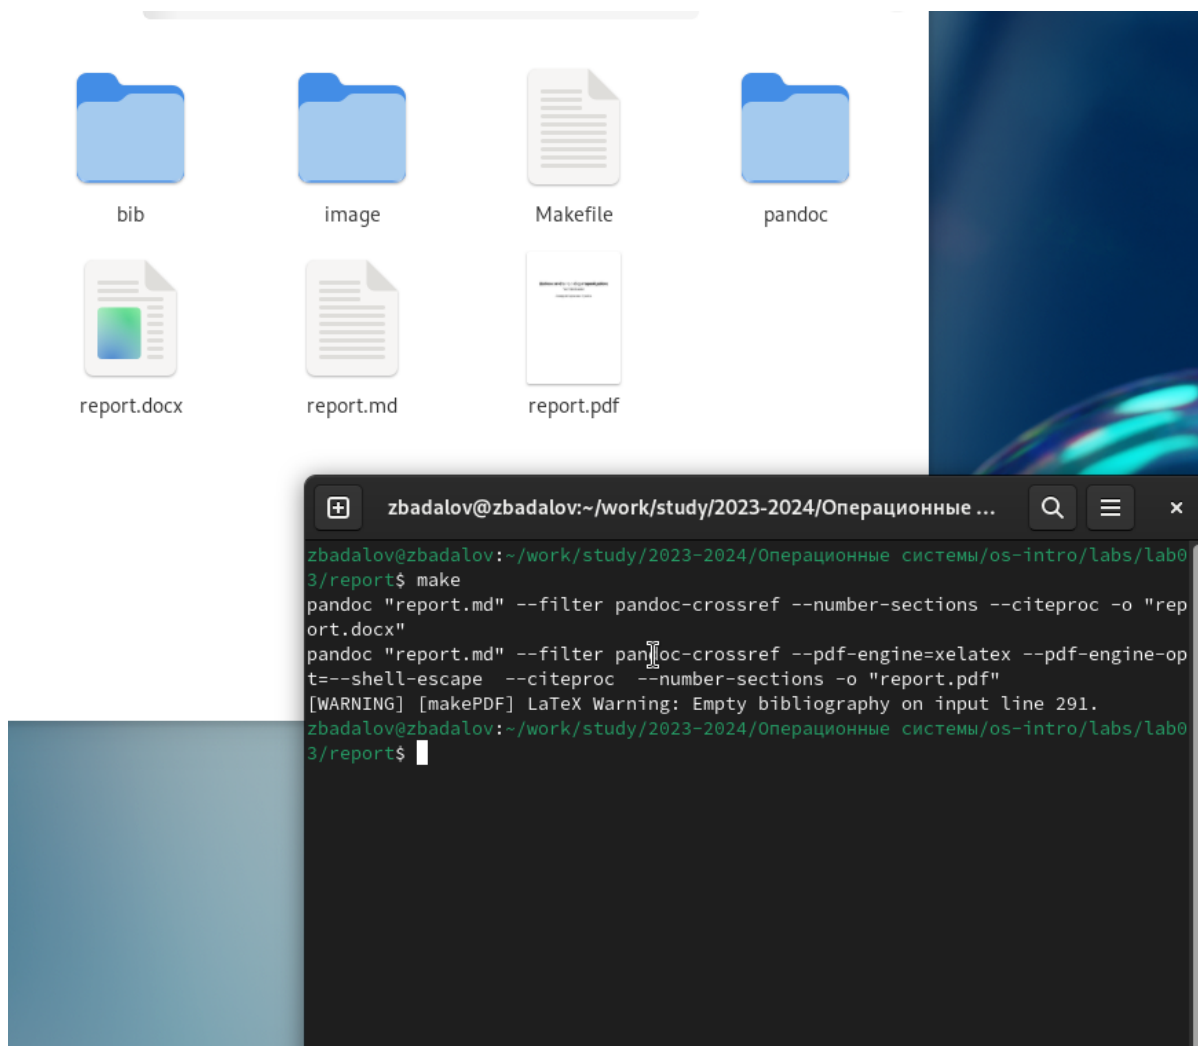 bib
image
Makefile
pandoc
report.docx
report.md
report.pdf
zbadalov@zbadalov:~/work/study/2023-2024/Операционные ...
zbadalov@zbadalov:~/work/study/2023-2024/Операционные системы/os-intro/labs/lab0
3/report$ make
pandoc "report.md" --filter pandoc-crossref --number-sections --citeproc -o "rep
ort.docx"
pandoc "report.md" --filter pandoc-crossref --pdf-engine=xelatex --pdf-engine-op
t=--shell-escape  --citeproc  --number-sections -o "report.pdf"
[WARNING] [makePDF] LaTeX Warning: Empty bibliography on input line 291.
zbadalov@zbadalov:~/work/study/2023-2024/Операционные системы/os-intro/labs/lab0
3/report$